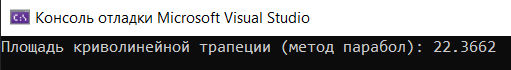 Консоль отладки Microsoft Visual Studio
Площадь криволинейной трапеции (метод парабол): 22.3662